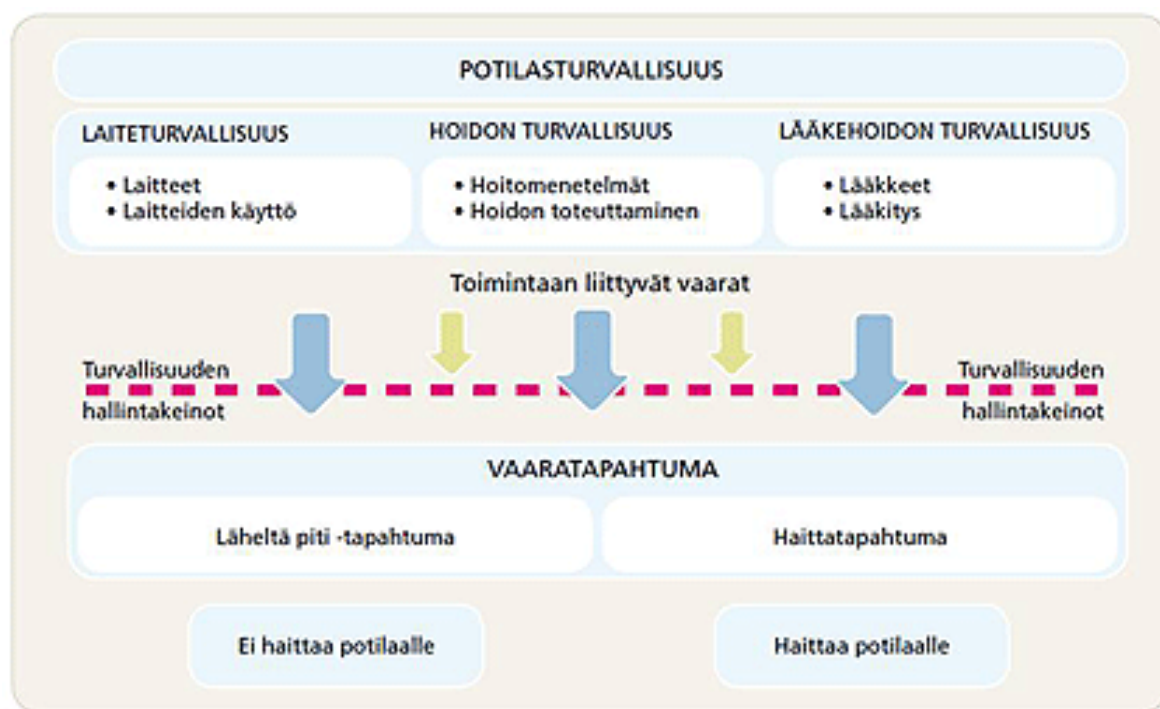 POTILASTURVALLISUUS
LAITETURVALLISUUS
• Laitteet
• Laitteiden käyttö
HOIDON TURVALLISUUS
• Hoitomenetelmät
• Hoidon toteuttaminen
LÄÄKEHOIDON TURVALLISUUS
• Lääkkeet
• Lääkitys
Toimintaan liittyvät vaarat
Turvallisuuden
hallintakeinot
Turvallisuuden
hallintakeinot
VAARATAPAHTUMA
Läheltä piti -tapahtuma
Haittatapahtuma
Ei haittaa potilaalle
Haittaa potilaalle